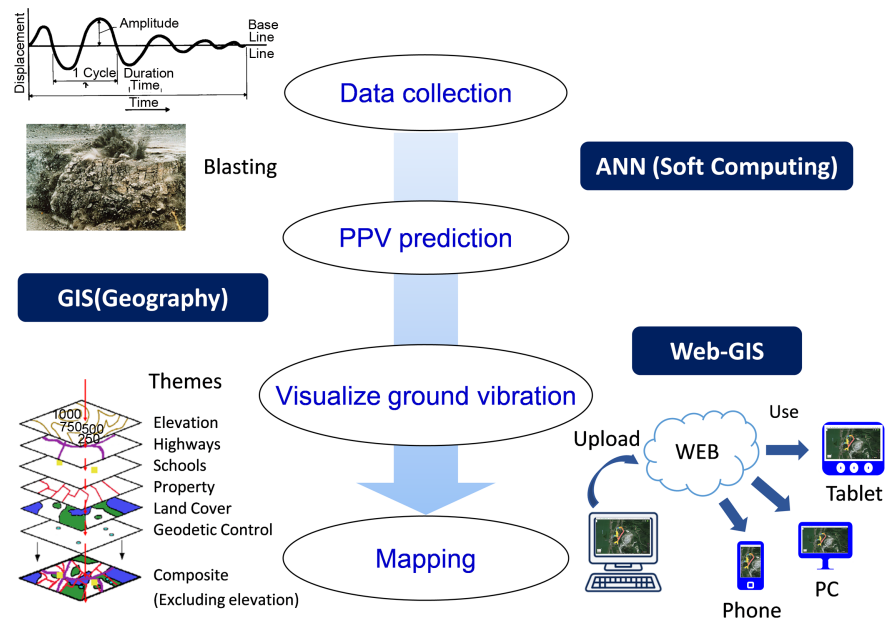 Displacement
Amplitude
Base
Line
Line
1 Cycle
Duration
Time
Time
Data collection
Blasting
ANN (Soft Computing)
PPV prediction
GIS(Geography)
Web-GIS
Visualize ground vibration
Themes
1000
750
500
250
Elevation
Highways
Schools
Property
Land Cover
Geodetic Control
Composite
(Excluding elevation)
Mapping
Use
Upload
WEB
Tablet
PC
Phone